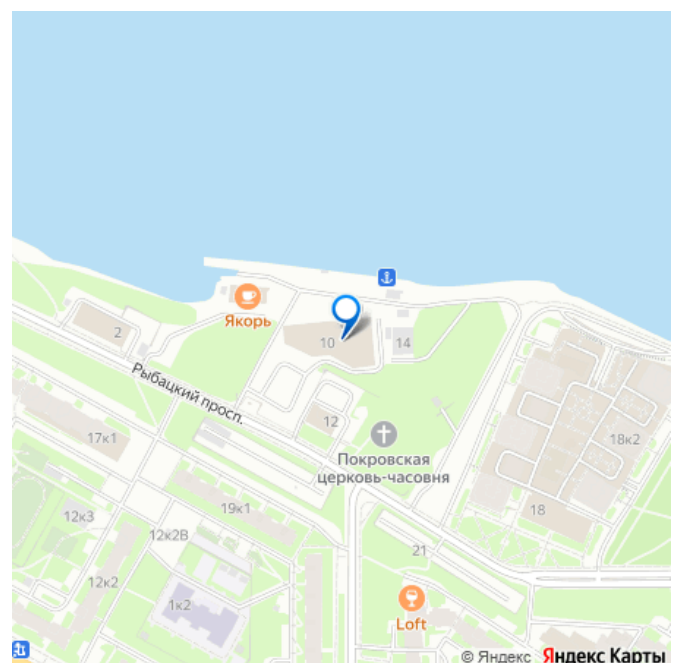 Якорь
2
10
14
Рыбацкий просп.
12
17к1
18к2
Покровская
церковь-часовня
19к1
18
12к3
12к2В
21
12к2
1к2
Loft
© Яндекс Яндекс Карты